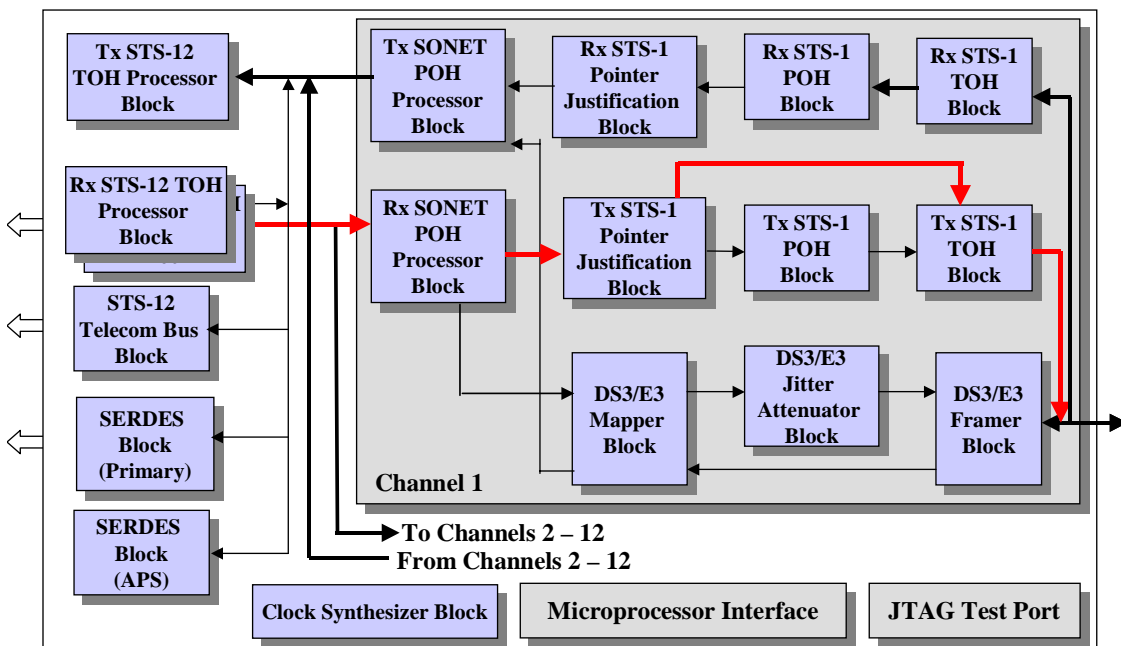 Tx STS-12
TOH Processor
Block
Tx SONET
POH
Processor
Block
Rx STS-1
Pointer
Justification
Block
Rx STS-1
POH
Block
Rx STS-1
TOH
Block
Rx STS-12 TOH
Processor
Block
Rx SONET
POH
Processor
Block
Tx STS-1
Pointer
Justification
Block
Rx STS-1
POH
Block
Tx STS-1
TOH
Block
STS-12
Telecom Bus
Block
DS3/E3
Mapper
Block
DS3/E3
Jitter
Attenuator
Block
DS3/E3
Framer
Block
SERDES
Block
(Primary)
Channel 1
SERDES
Block
(APS)
To Channels 2 – 12
From Channels 2 – 12
Clock Synthesizer Block
Microprocessor Interface
JTAG Test Port